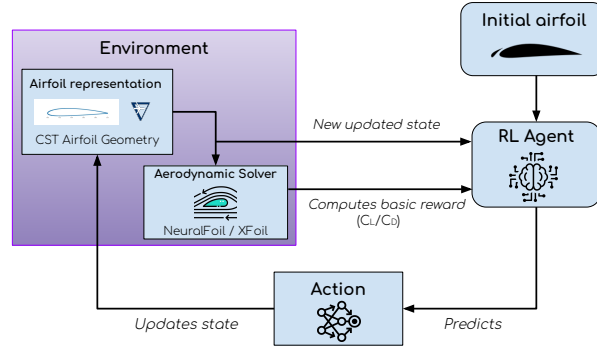 Environment
Initial airfoil
Airfoil representation
CST Airfoil Geometry
New updated state
RL Agent
Aerodynamic Solver
NeuralFoil / XFoil
Computes basic reward
(CL/CD)
Action
Updates state
Predicts